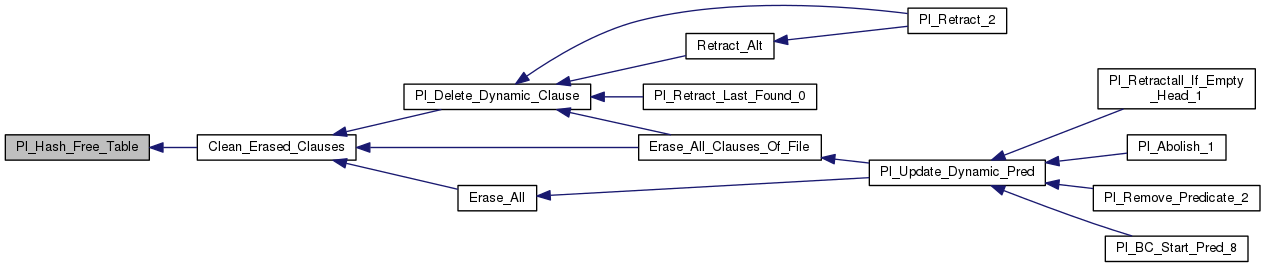 Pl_Retract_2
Retract_Alt
Pl_Delete_Dynamic_Clause
Pl_Retract_Last_Found_0
Pl_Retractall_If_Empty
_Head_1
Pl_Hash_Free_Table
Clean_Erased_Clauses
Erase_All_Clauses_Of_File
Pl_Abolish_1
Pl_Update_Dynamic_Pred
Erase_All
Pl_Remove_Predicate_2
Pl_BC_Start_Pred_8